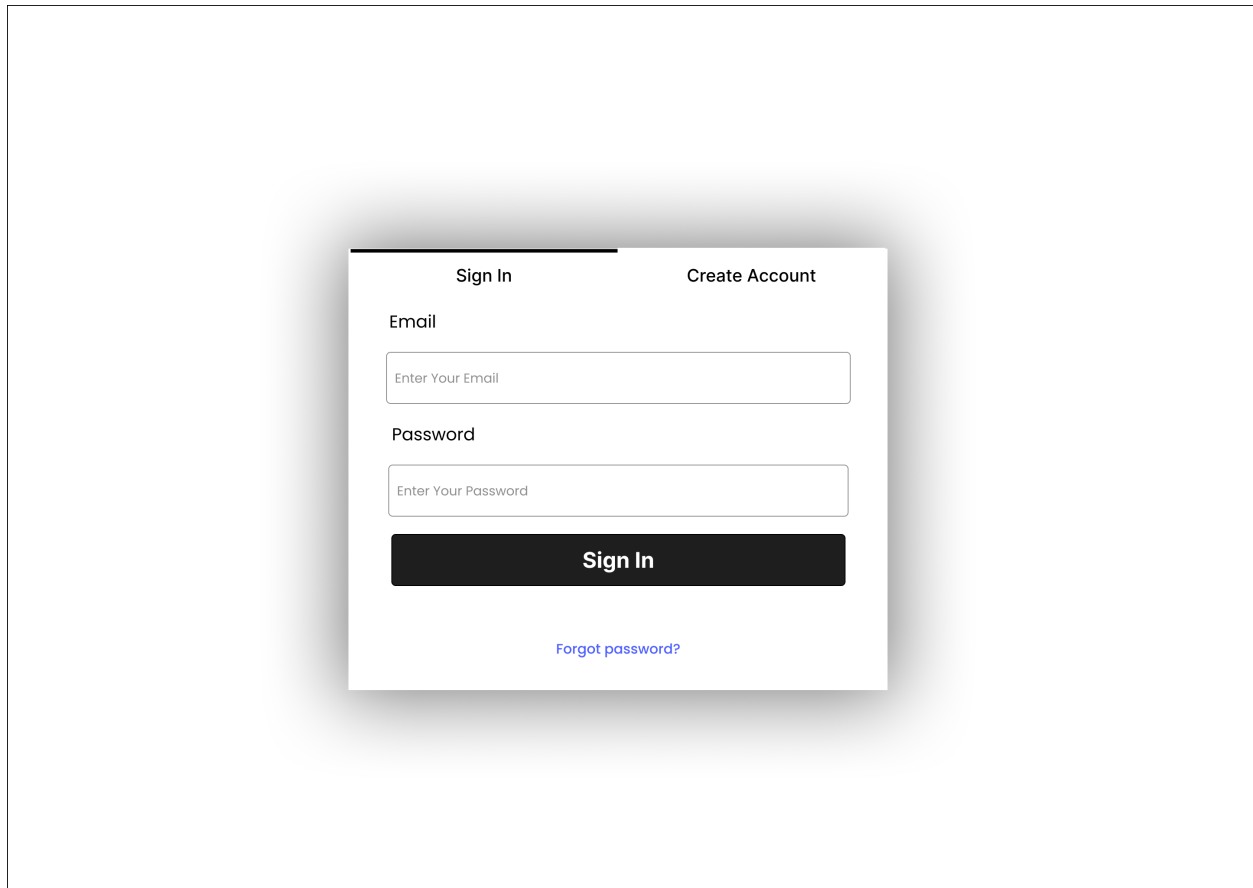 Sign In
Create Account
Email
Enter Your Email
Password
Enter Your Password
Sign In
Forgot password?